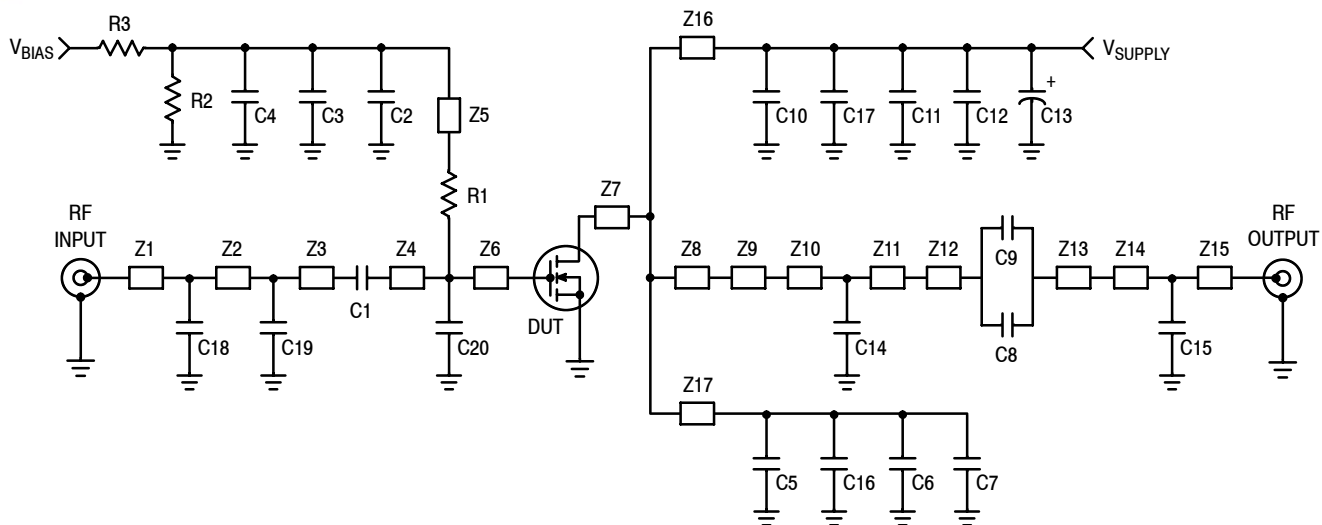 R3
VBIAS
R2
C4
C3
C2
Z5
R1
Z16
VSUPPLY
C10
C17
C11
C12
+
C13
RF
INPUT
Z1
Z2
Z3
C1
Z4
Z6
C18
C19
C20
DUT
Z7
Z8
Z9
Z10
Z11
Z12
C9
C8
Z13
Z14
Z15
RF
OUTPUT
C14
C15
Z17
C5
C16
C6
C7